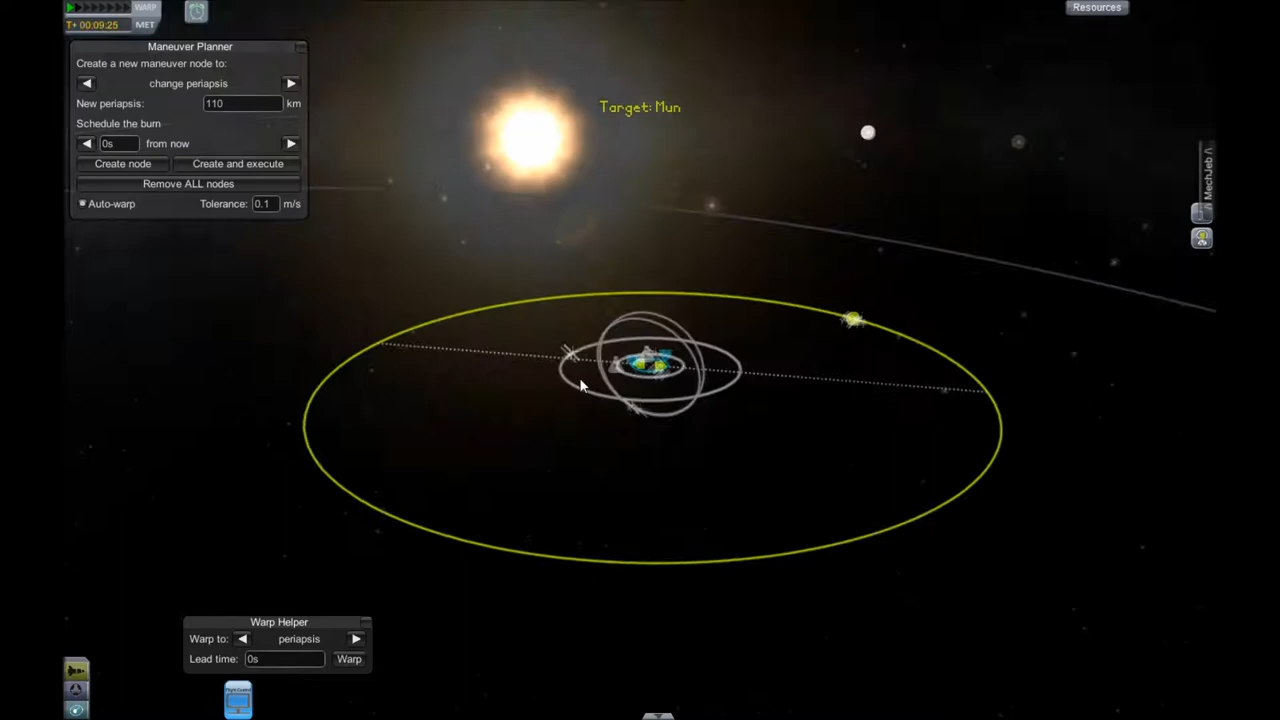 WARP
T+ 00:09:25 MET
Resources
Maneuver Planner
Create a new maneuver node to:
change periapsis
New periapsis: 110 km
Schedule the burn
0s from now
Create node Create and execute
Remove ALL nodes
Auto-warp Tolerance: 0.1 m/s
Target: Mun
/\ MechJeb /\
Warp Helper
Warp to: periapsis
Lead time: 0s Warp